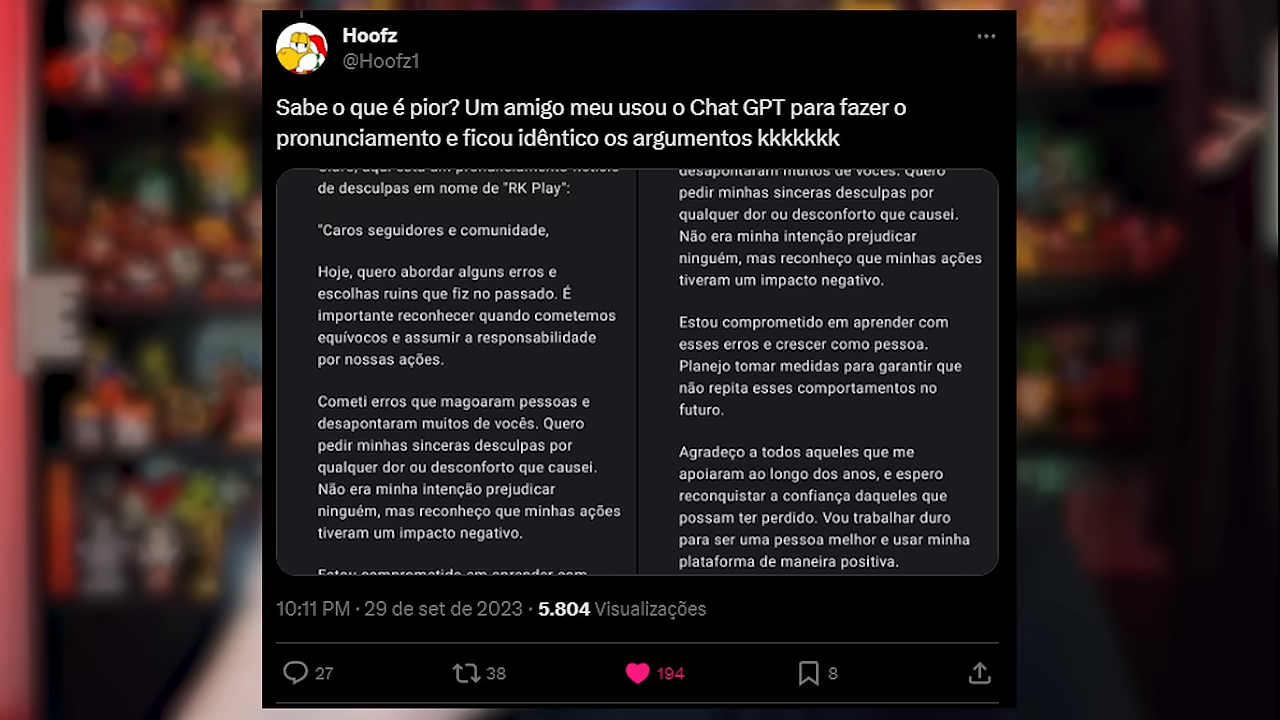 Hoofz
@Hoofz1
Sabe o que é pior? Um amigo meu usou o Chat GPT para fazer o
pronunciamento e ficou idêntico os argumentos kkkkkkk
de desculpas em nome de "RK Play":
"Caros seguidores e comunidade,
Hoje, quero abordar alguns erros e
escolhas ruins que fiz no passado. É
importante reconhecer quando cometemos
equívocos e assumir a responsabilidade
por nossas ações.
Cometi erros que magoaram pessoas e
desapontaram muitos de vocês. Quero
pedir minhas sinceras desculpas por
qualquer dor ou desconforto que causei.
Não era minha intenção prejudicar
ninguém, mas reconheço que minhas ações
tiveram um impacto negativo.
Estou comprometido em aprender com
desapontaram muitos de vocês. Quero
pedir minhas sinceras desculpas por
qualquer dor ou desconforto que causei.
Não era minha intenção prejudicar
ninguém, mas reconheço que minhas ações
tiveram um impacto negativo.
Estou comprometido em aprender com
esses erros e crescer como pessoa.
Planejo tomar medidas para garantir que
não repita esses comportamentos no
futuro.
Agradeço a todos aqueles que me
apoiaram ao longo dos anos, e espero
reconquistar a confiança daqueles que
possam ter perdido. Vou trabalhar duro
para ser uma pessoa melhor e usar minha
plataforma de maneira positiva.
10:11 PM · 29 de set de 2023 · 5.804 Visualizações
27 38 194 8